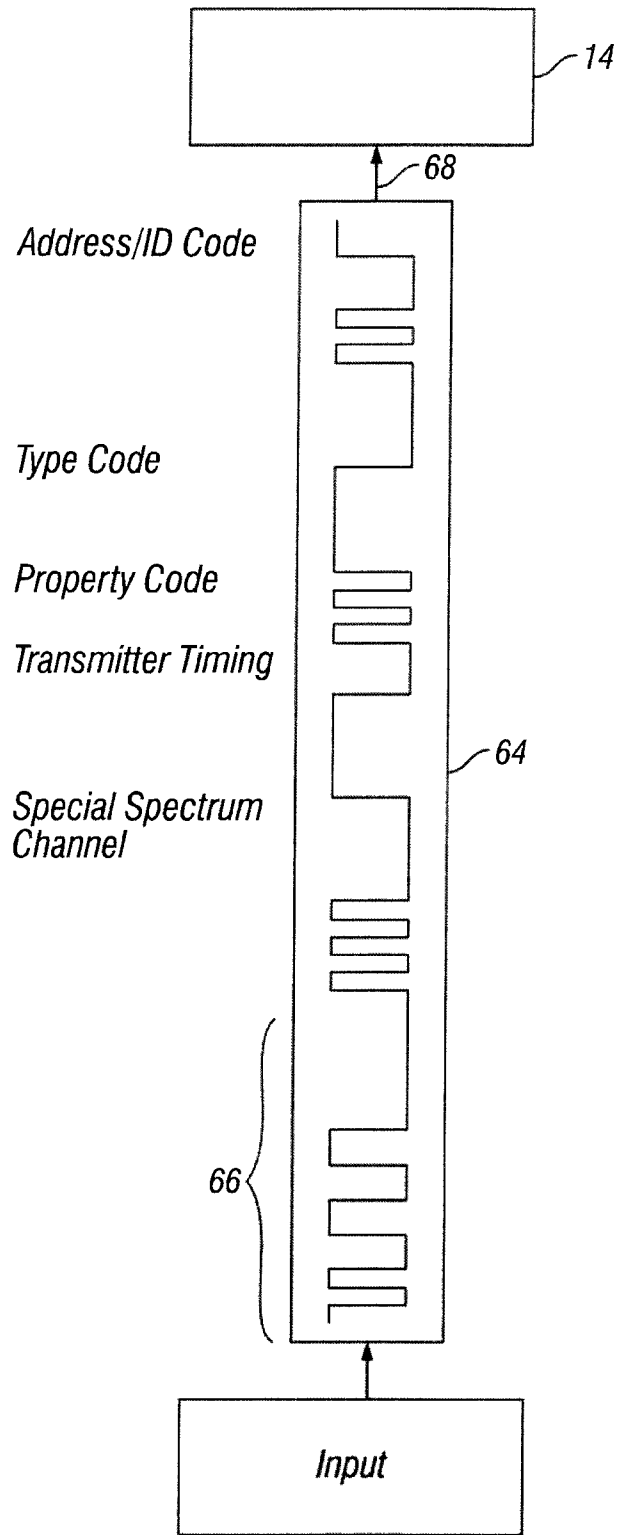 14
68
Address/ID Code
Type Code
Property Code
Transmitter Timing
64
Special Spectrum
Channel
66
Input